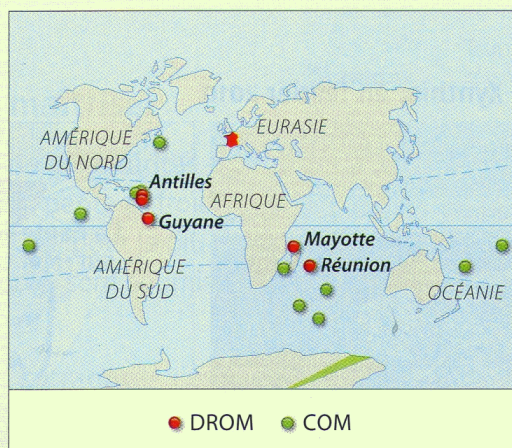 EURASIE
AMÉRIQUE
DU NORD
Antilles
AFRIQUE
Guyane
Mayotte
AMÉRIQUE
DU SUD
Réunion
OCÉANIE
DROM COM